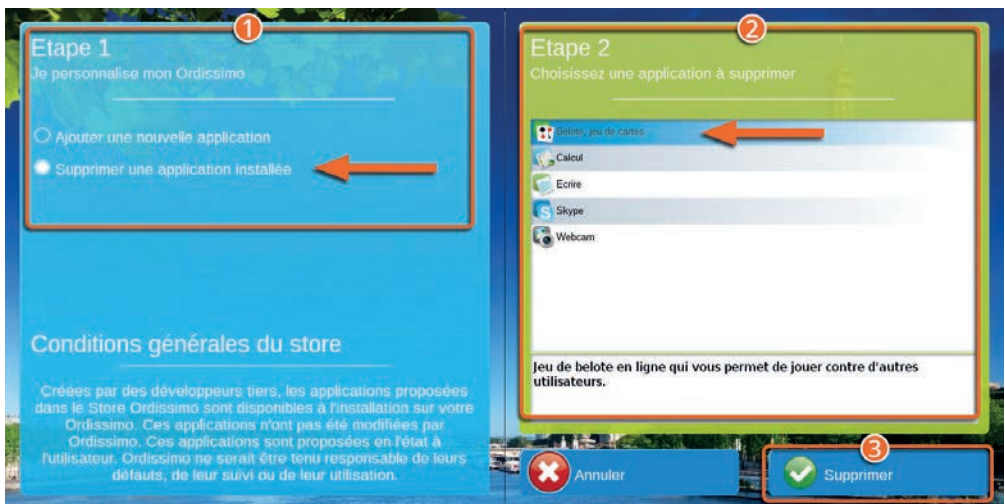 1
Etape 1
Je personnalise mon Ordissimo
Ajouter une nouvelle application
Supprimer une application installée
Conditions générales du store
Créées par des développeurs tiers, les applications proposées
dans le Store Ordissimo sont disponibles à l'installation sur votre
Ordissimo. Ces applications n'ont pas été modifiées par
Ordissimo. Ces applications sont proposées en l'état à
l'utilisateur. Ordissimo ne serait être tenu responsable de leurs
défauts, de leur suivi ou de leur utilisation.
2
Etape 2
Choisissez une application à supprimer
Belote, jeu de cartes
Calcul
Ecrire
Skype
Webcam
Jeu de belote en ligne qui vous permet de jouer contre d'autres
utilisateurs.
Annuler
3
Supprimer